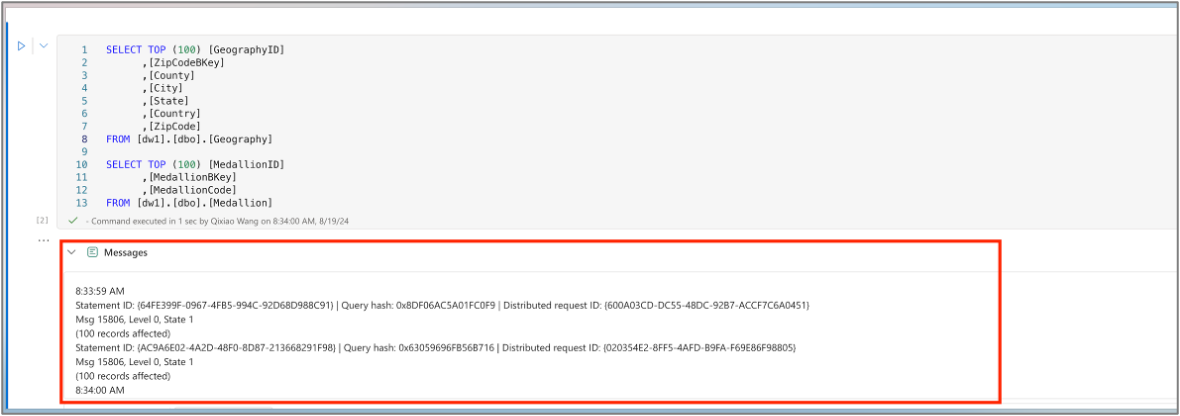 1 SELECT TOP (100) [GeographyID]
2 ,[ZipCodeBKey]
3 ,[County]
4 ,[City]
5 ,[State]
6 ,[Country]
7 ,[ZipCode]
8 FROM [dw1].[dbo].[Geography]
9
10 SELECT TOP (100) [MedallionID]
11 ,[MedallionBKey]
12 ,[MedallionCode]
13 FROM [dw1].[dbo].[Medallion]
[2] - Command executed in 1 sec by Qixiao Wang on 8:34:00 AM, 8/19/24
Messages
8:33:59 AM
Statement ID: {64FE399F-0967-4FB5-994C-92D68D988C91} | Query hash: 0x8DF06AC5A01FC0F9 | Distributed request ID: {600A03CD-DC55-48DC-92B7-ACCF7C6A0451}
Msg 15806, Level 0, State 1
(100 records affected)
Statement ID: {AC9A6E02-4A2D-48F0-8D87-213668291F98} | Query hash: 0x63059696FB56B716 | Distributed request ID: {020354E2-8FF5-4AFD-B9FA-F69E86F98805}
Msg 15806, Level 0, State 1
(100 records affected)
8:34:00 AM